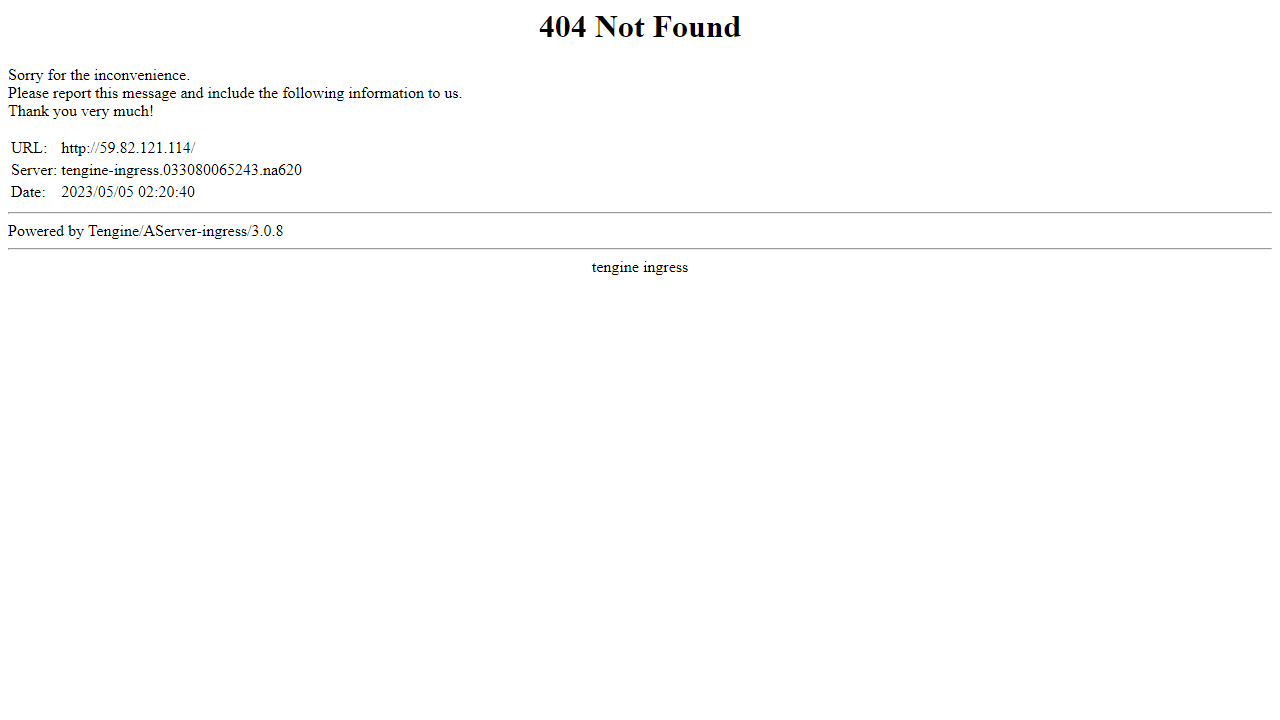 404 Not Found
Sorry for the inconvenience.
Please report this message and include the following information to us.
Thank you very much!
URL: http://59.82.121.114/
Server: tengine-ingress.033080065243.na620
Date: 2023/05/05 02:20:40
Powered by Tengine/AServer-ingress/3.0.8
tengine ingress